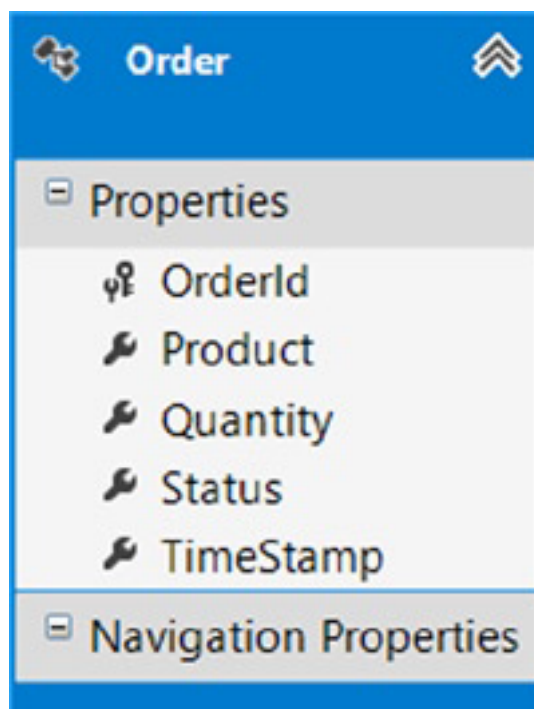 Order
Properties
OrderId
Product
Quantity
Status
TimeStamp
Navigation Properties